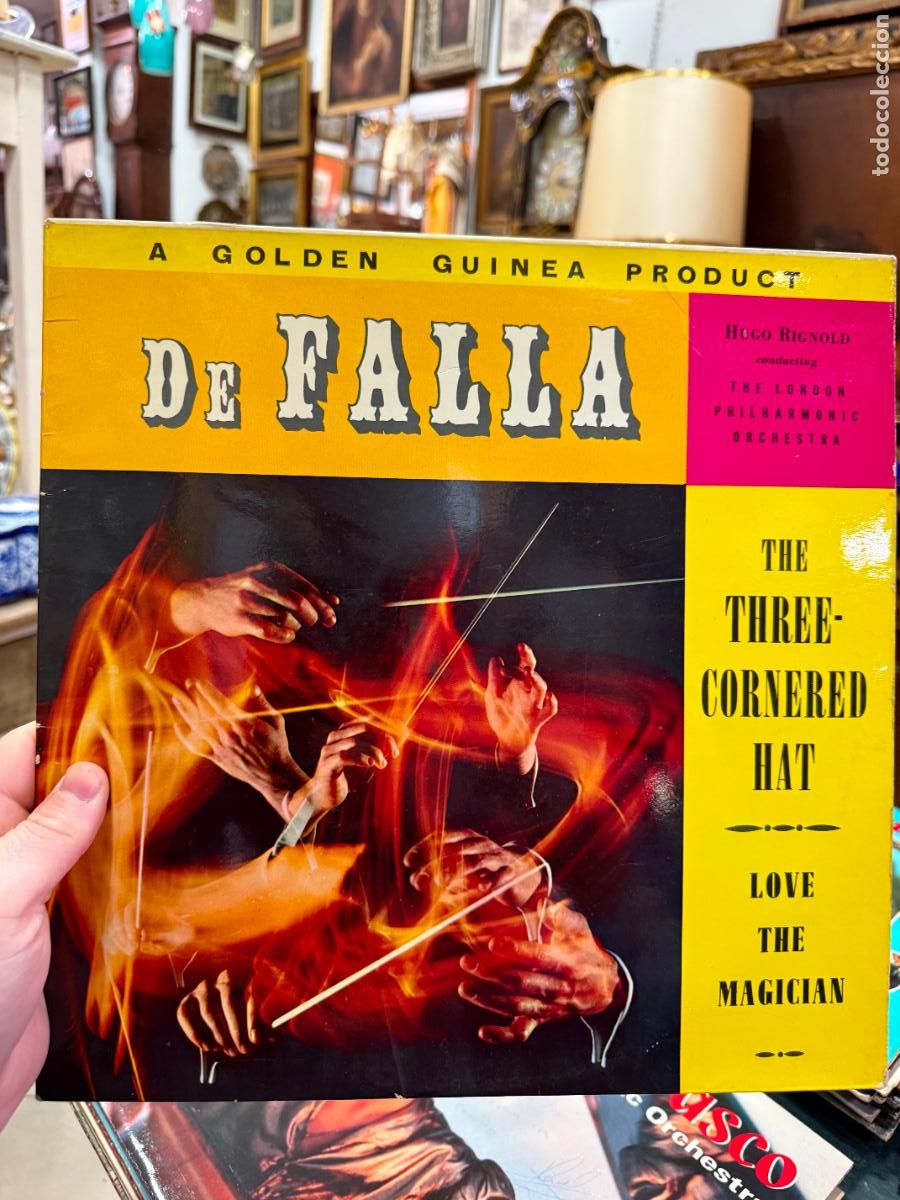 todocoleccion
A GOLDEN GUINEA PRODUCT
DE FALLA
HUGO RIGNOLD
conducting
THE LONDON
PHILHARMONIC
ORCHESTRA
THE
THREE-
CORNERED
HAT
LOVE
THE
MAGICIAN
asco
c Orchestr